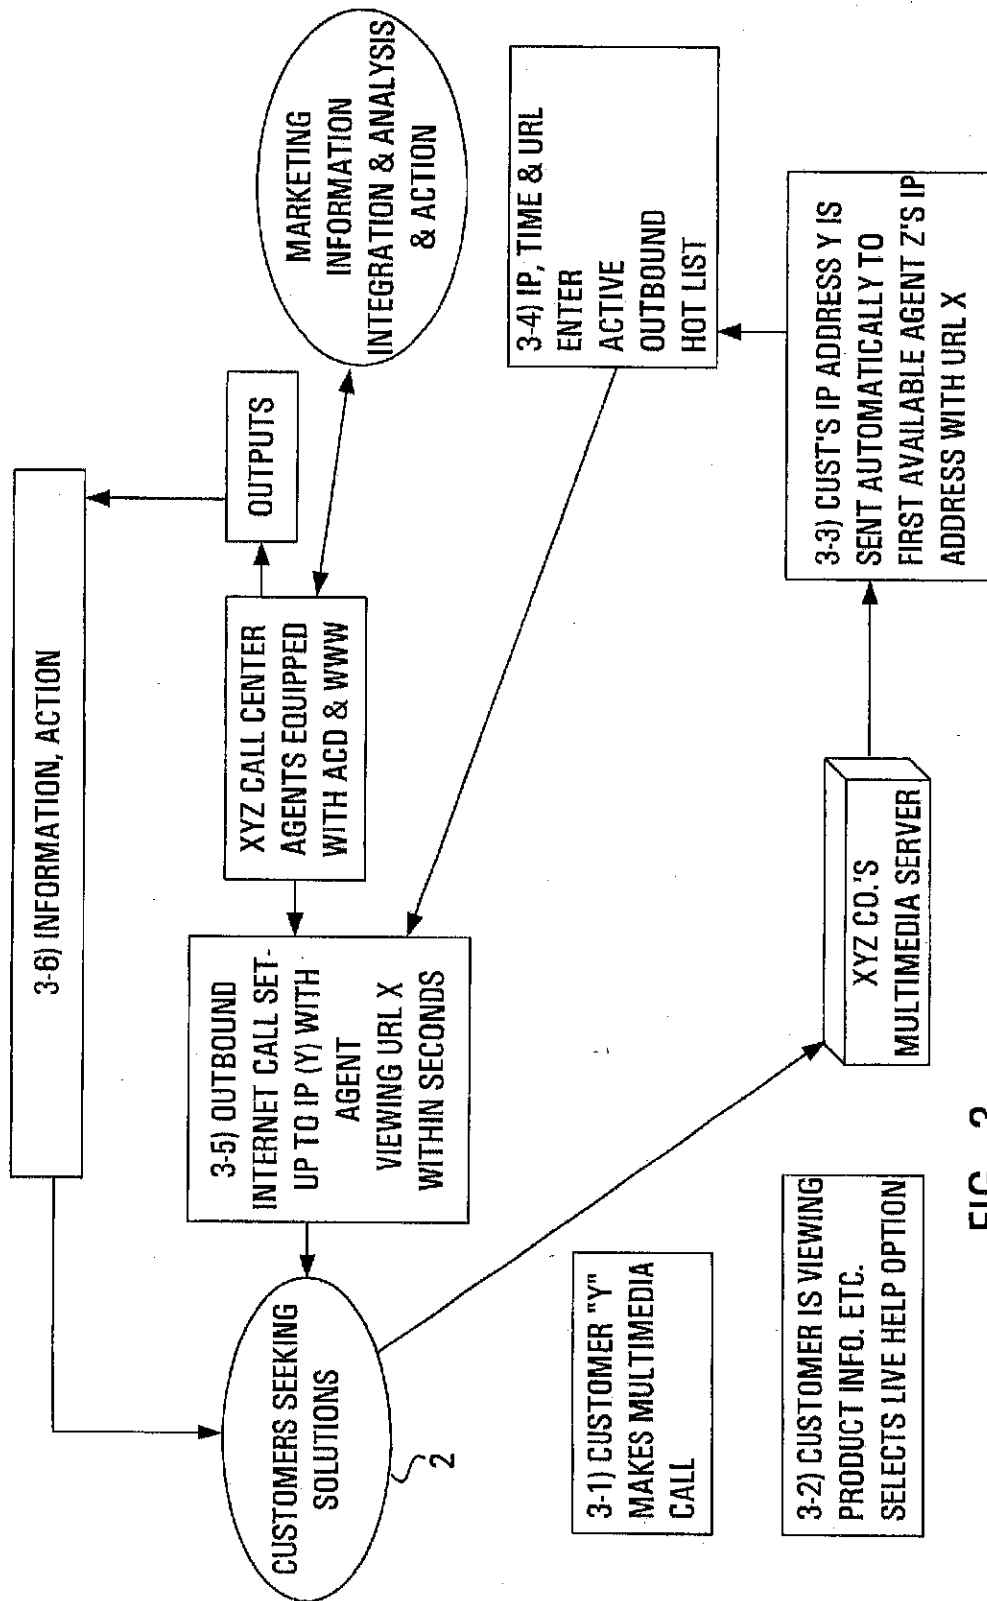 3-6) INFORMATION, ACTION
OUTPUTS
MARKETING
INFORMATION
INTEGRATION & ANALYSIS
& ACTION
XYZ CALL CENTER
AGENTS EQUIPPED
WITH ACD & WWW
3-5) OUTBOUND
INTERNET CALL SET-
UP TO IP (Y) WITH
AGENT
VIEWING URL X
WITHIN SECONDS
CUSTOMERS SEEKING
SOLUTIONS
2
3-4) IP, TIME & URL
ENTER
ACTIVE
OUTBOUND
HOT LIST
3-1) CUSTOMER "Y"
MAKES MULTIMEDIA
CALL
3-2) CUSTOMER IS VIEWING
PRODUCT INFO. ETC.
SELECTS LIVE HELP OPTION
XYZ CO.'S
MULTIMEDIA SERVER
3-3) CUST'S IP ADDRESS Y IS
SENT AUTOMATICALLY TO
FIRST AVAILABLE AGENT Z'S IP
ADDRESS WITH URL X
FIG.